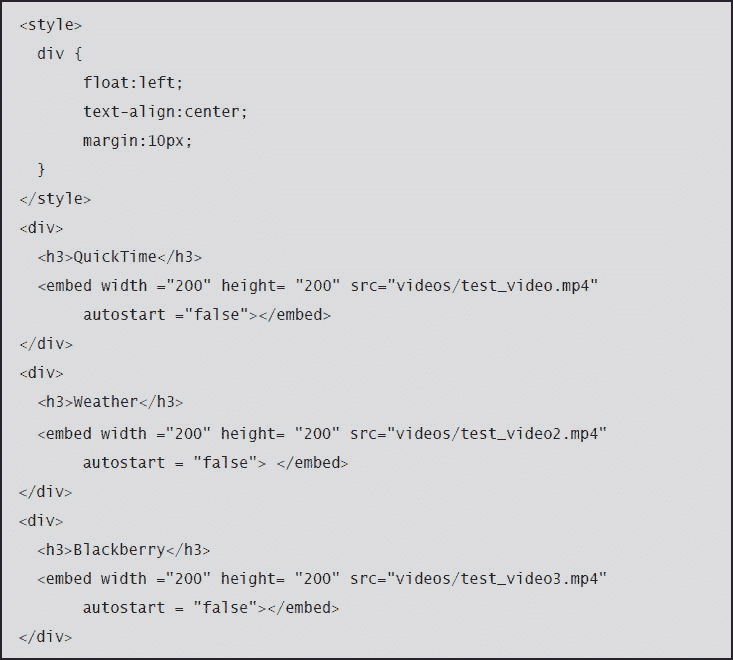 <style>
div {
float:left;
text-align:center;
margin:10px;
}
</style>
<div>
<h3>QuickTime</h3>
<embed width ="200" height= "200" src="videos/test_video.mp4"
autostart ="false"></embed>
</div>
<div>
<h3>Weather</h3>
<embed width ="200" height= "200" src="videos/test_video2.mp4"
autostart = "false"> </embed>
</div>
<div>
<h3>Blackberry</h3>
<embed width ="200" height= "200" src="videos/test_video3.mp4"
autostart = "false"></embed>
</div>